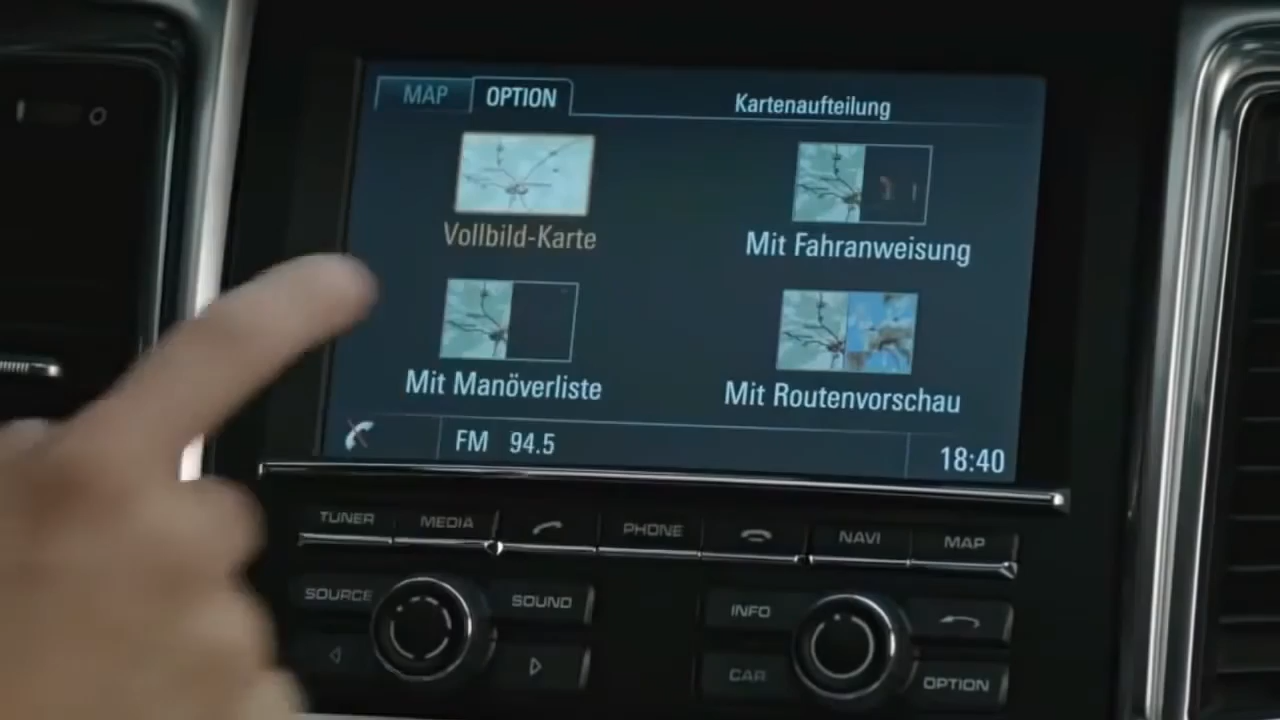 MAP OPTION Kartenaufteilung
Vollbild-Karte Mit Fahranweisung
Mit Manöverliste Mit Routenvorschau
FM 94.5 18:40
TUNER MEDIA PHONE NAVI MAP
SOURCE SOUND INFO
CAR OPTION